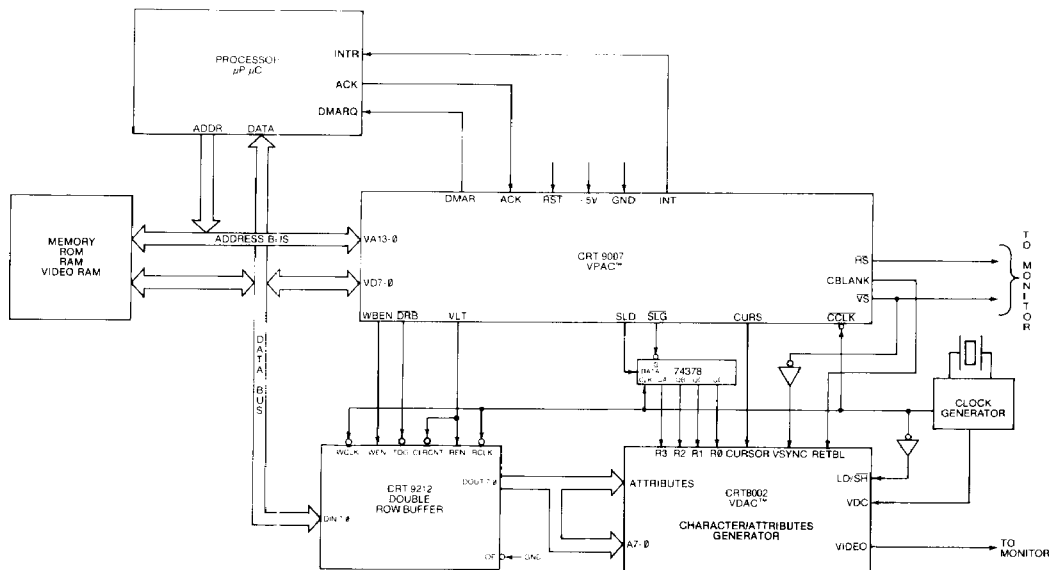 PROCESSOR
µP µC
INTR
ACK
DMARQ
ADDR DATA
MEMORY
ROM
RAM
VIDEO RAM
ADDRESS BUS
DMAR ACK RST -5V GND INT
VA13-0
VD7-0
CRT 9007
VPAC™
RS
CBLANK
VS
TO MONITOR
WBEN DRB VLT SLD SLG CURS CCLK
DATA BUS
DATA 74378
CLK QB
CLOCK
GENERATOR
WCLK WEN TOG CLRCNT REN RCLK
R3 R2 R1 R0 CURSOR VSYNC RETBL
CRT 9212
DOUBLE
ROW BUFFER
DOUT 7-0
DIN 7-0
OE GND
ATTRIBUTES
A7-0
CRT8002
VDAC™
CHARACTER/ATTRIBUTES
GENERATOR
LD/SH
VDC
VIDEO
TO
MONITOR